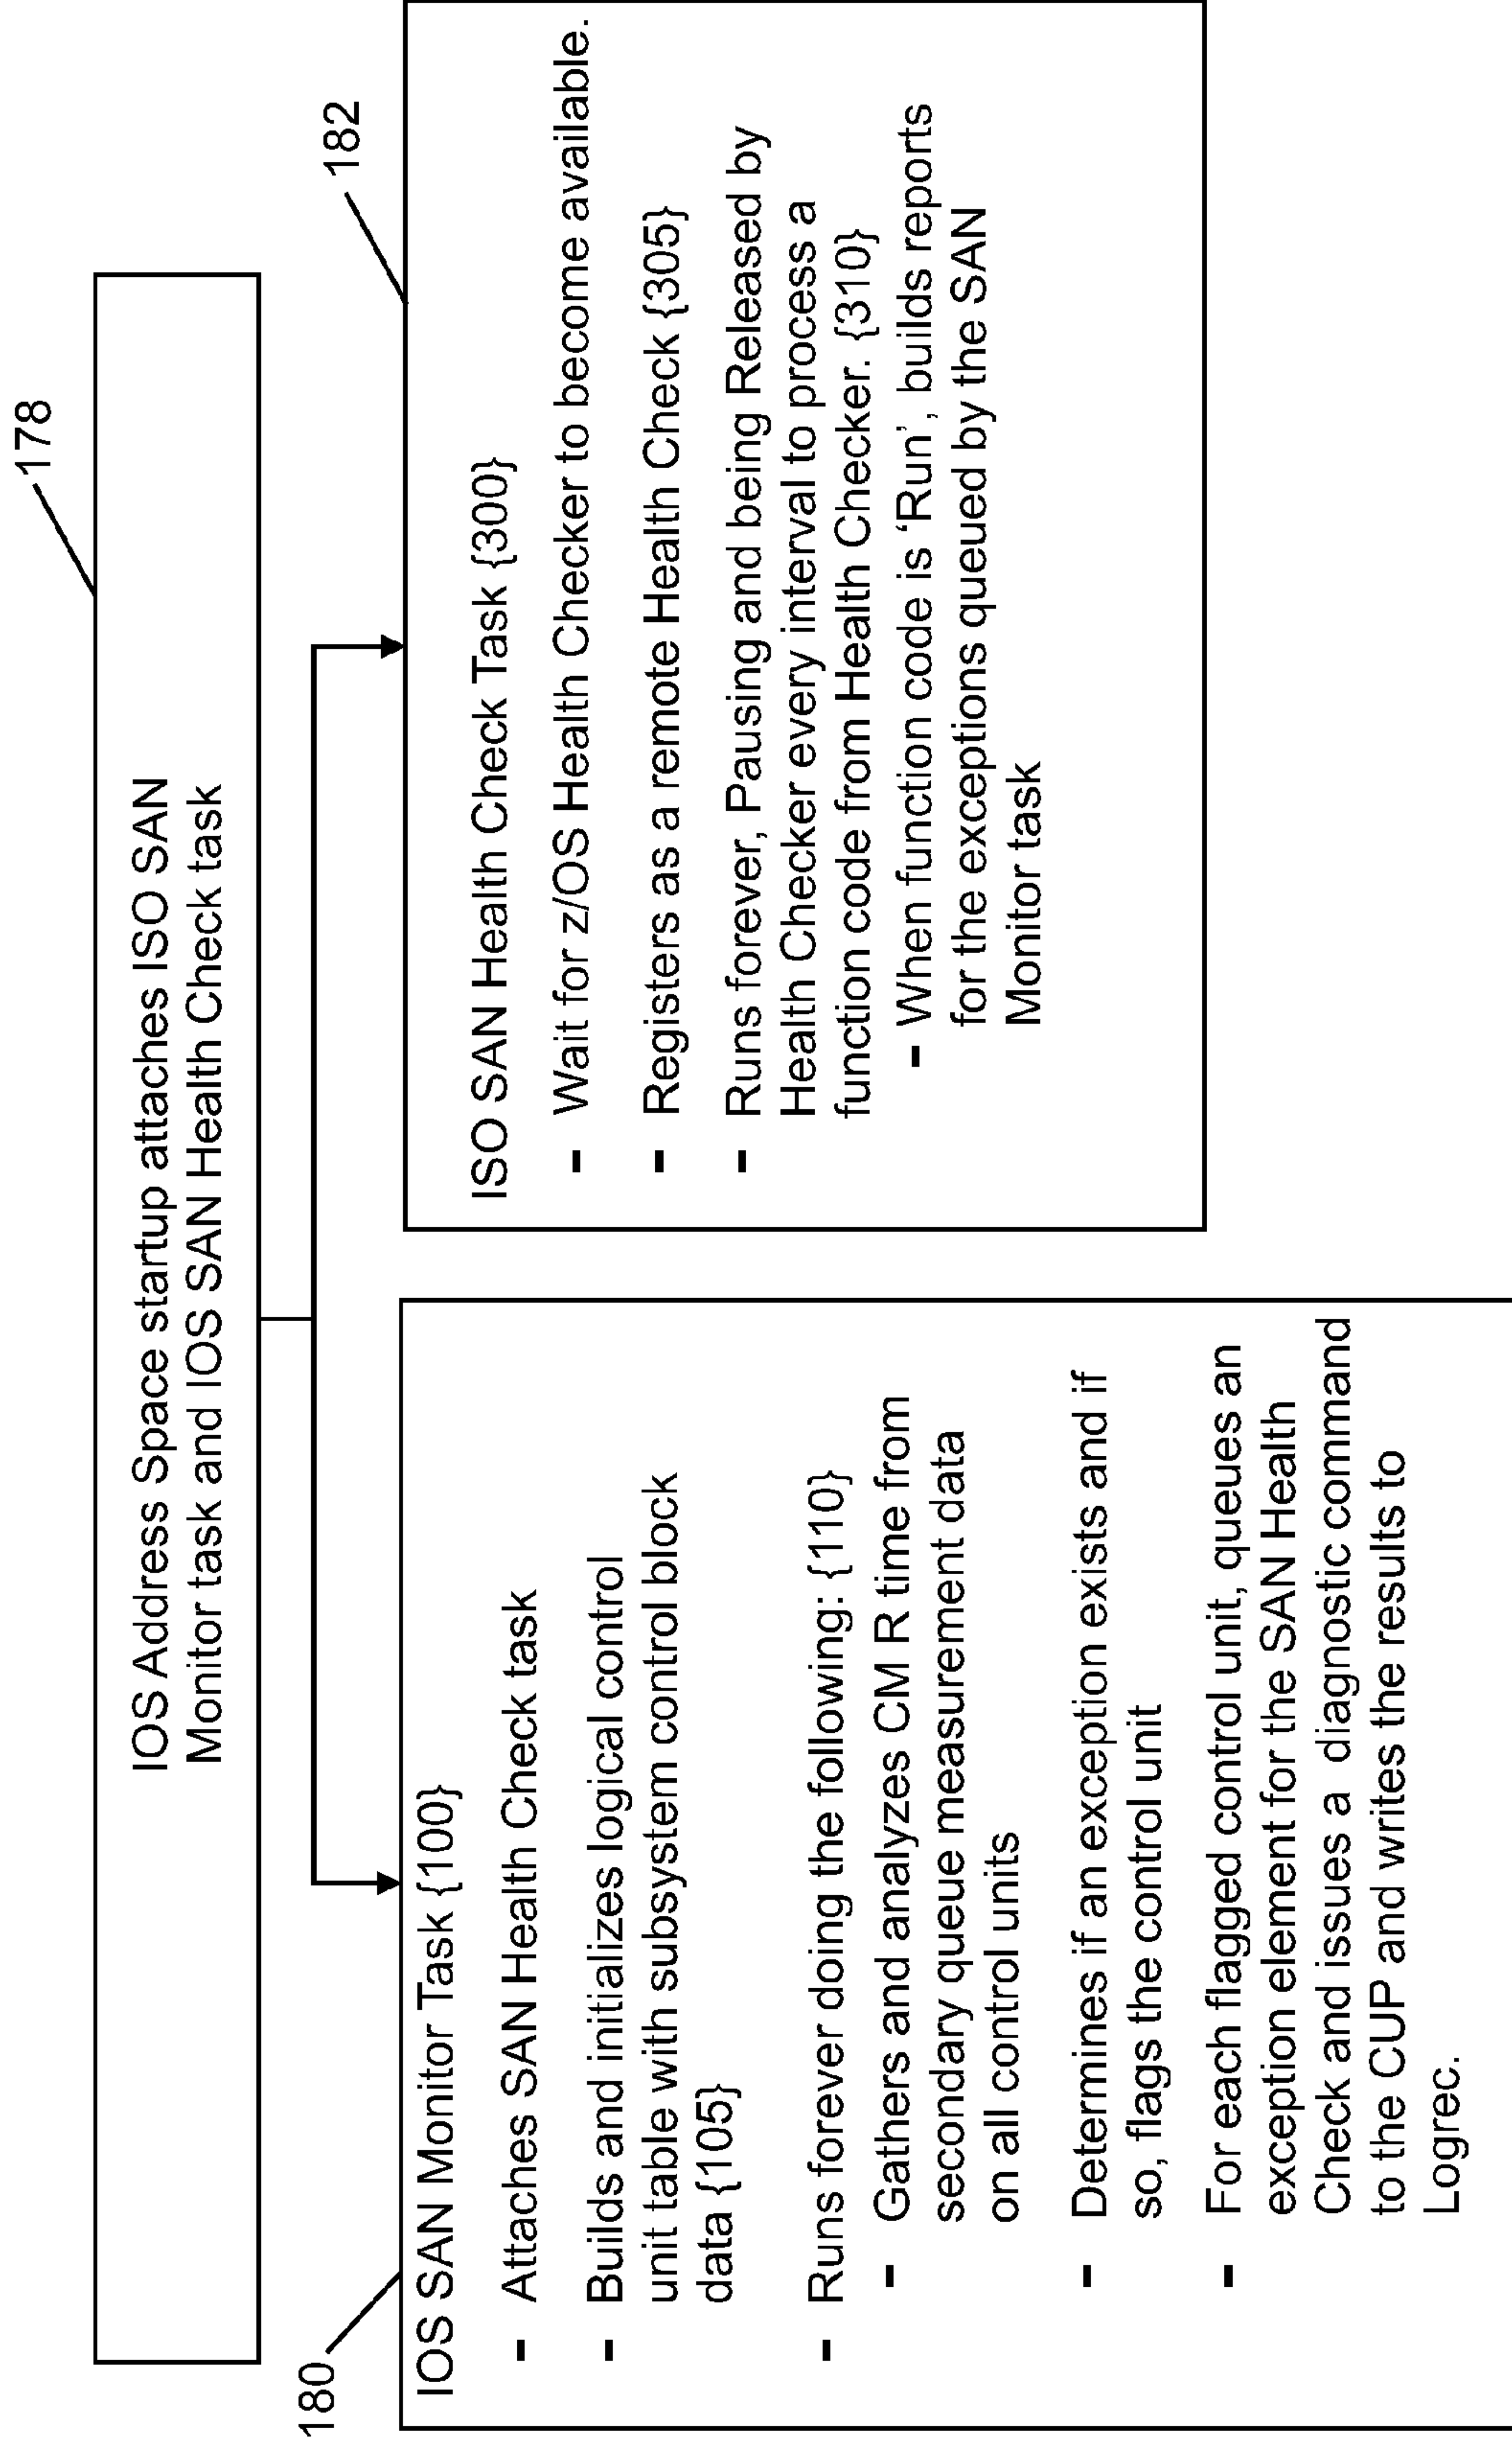 178
IOS Address Space startup attaches ISO SAN
Monitor task and IOS SAN Health Check task
180
IOS SAN Monitor Task {100}
- Attaches SAN Health Check task
- Builds and initializes logical control
unit table with subsystem control block
data {105}
- Runs forever doing the following: {110}
- Gathers and analyzes CM R time from
secondary queue measurement data
on all control units
- Determines if an exception exists and if
so, flags the control unit
- For each flagged control unit, queues an
exception element for the SAN Health
Check and issues a diagnostic command
to the CUP and writes the results to
Logrec.
182
ISO SAN Health Check Task {300}
- Wait for z/OS Health Checker to become available.
- Registers as a remote Health Check {305}
- Runs forever, Pausing and being Released by
Health Checker every interval to process a
function code from Health Checker. {310}
- When function code is ‘Run’, builds reports
for the exceptions queued by the SAN
Monitor task